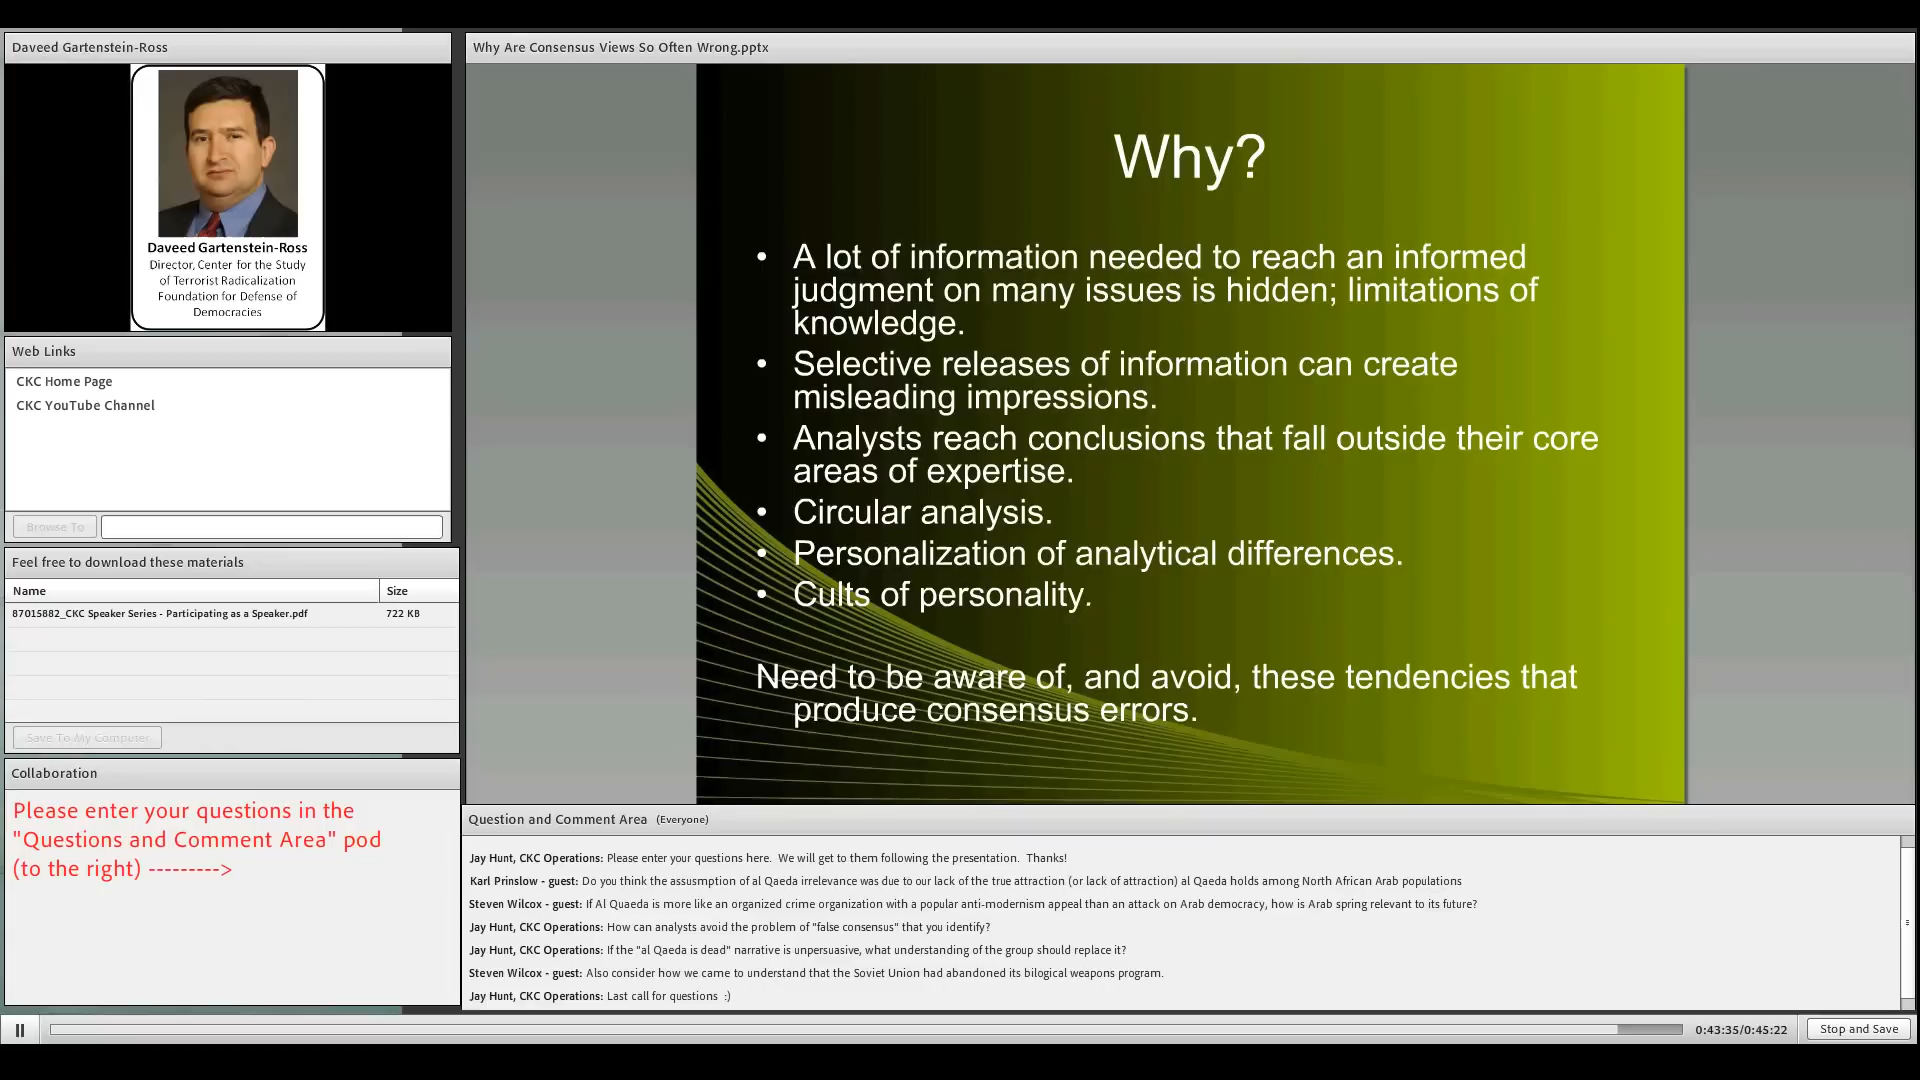 Daveed Gartenstein-Ross
Daveed Gartenstein-Ross
Director, Center for the Study
of Terrorist Radicalization
Foundation for Defense of
Democracies
Web Links
CKC Home Page
CKC YouTube Channel
Browse To
Feel free to download these materials
Name Size
87015882_CKC Speaker Series - Participating as a Speaker.pdf 722 KB
Save To My Computer
Collaboration
Please enter your questions in the
"Questions and Comment Area" pod
(to the right) --------->
Why Are Consensus Views So Often Wrong.pptx
Why?
• A lot of information needed to reach an informed
judgment on many issues is hidden; limitations of
knowledge.
• Selective releases of information can create
misleading impressions.
• Analysts reach conclusions that fall outside their core
areas of expertise.
• Circular analysis.
• Personalization of analytical differences.
• Cults of personality.
Need to be aware of, and avoid, these tendencies that
produce consensus errors.
Question and Comment Area (Everyone)
Jay Hunt, CKC Operations: Please enter your questions here. We will get to them following the presentation. Thanks!
Karl Prinslow - guest: Do you think the assusmption of al Qaeda irrelevance was due to our lack of the true attraction (or lack of attraction) al Qaeda holds among North African Arab populations
Steven Wilcox - guest: If Al Quaeda is more like an organized crime organization with a popular anti-modernism appeal than an attack on Arab democracy, how is Arab spring relevant to its future?
Jay Hunt, CKC Operations: How can analysts avoid the problem of "false consensus" that you identify?
Jay Hunt, CKC Operations: If the "al Qaeda is dead" narrative is unpersuasive, what understanding of the group should replace it?
Steven Wilcox - guest: Also consider how we came to understand that the Soviet Union had abandoned its bilogical weapons program.
Jay Hunt, CKC Operations: Last call for questions :)
0:43:35/0:45:22
Stop and Save